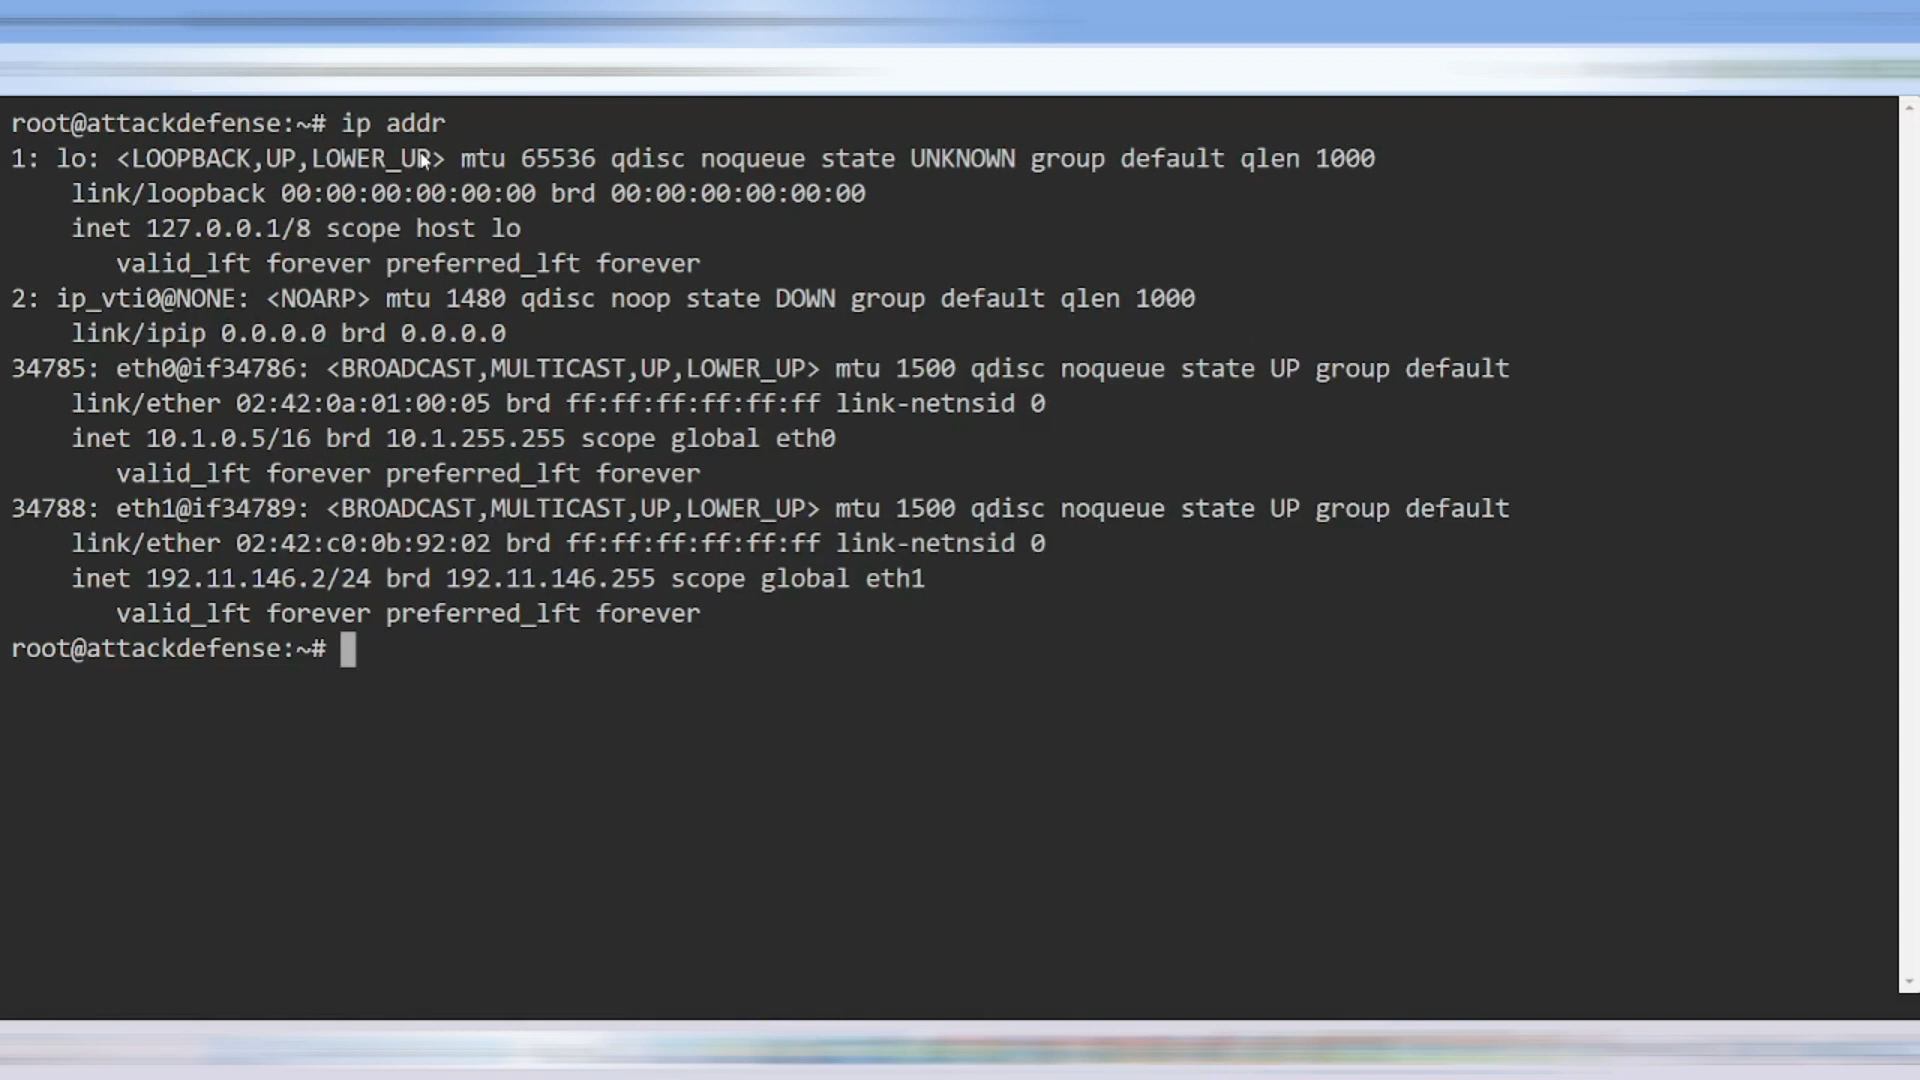 root@attackdefense:~# ip addr
1: lo: <LOOPBACK,UP,LOWER_UP> mtu 65536 qdisc noqueue state UNKNOWN group default qlen 1000
    link/loopback 00:00:00:00:00:00 brd 00:00:00:00:00:00
    inet 127.0.0.1/8 scope host lo
       valid_lft forever preferred_lft forever
2: ip_vti0@NONE: <NOARP> mtu 1480 qdisc noop state DOWN group default qlen 1000
    link/ipip 0.0.0.0 brd 0.0.0.0
34785: eth0@if34786: <BROADCAST,MULTICAST,UP,LOWER_UP> mtu 1500 qdisc noqueue state UP group default
    link/ether 02:42:0a:01:00:05 brd ff:ff:ff:ff:ff:ff link-netnsid 0
    inet 10.1.0.5/16 brd 10.1.255.255 scope global eth0
       valid_lft forever preferred_lft forever
34788: eth1@if34789: <BROADCAST,MULTICAST,UP,LOWER_UP> mtu 1500 qdisc noqueue state UP group default
    link/ether 02:42:c0:0b:92:02 brd ff:ff:ff:ff:ff:ff link-netnsid 0
    inet 192.11.146.2/24 brd 192.11.146.255 scope global eth1
       valid_lft forever preferred_lft forever
root@attackdefense:~#